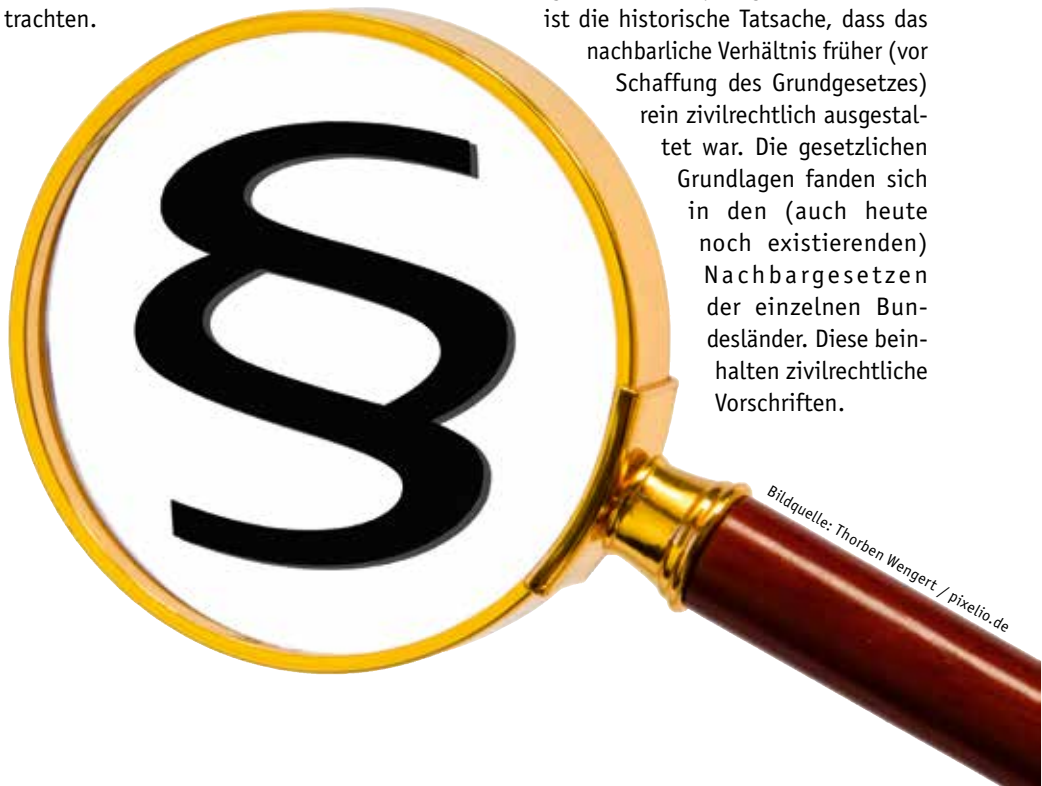 trachten.
ist die historische Tatsache, dass das
nachbarliche Verhältnis früher (vor
Schaffung des Grundgesetzes)
rein zivilrechtlich ausgestal-
tet war. Die gesetzlichen
Grundlagen fanden sich
in den (auch heute
noch existierenden)
Nachbargesetzen
der einzelnen Bun-
desländer. Diese bein-
halten zivilrechtliche
Vorschriften.
§
Bildquelle: Thorben Wengert / pixelio.de